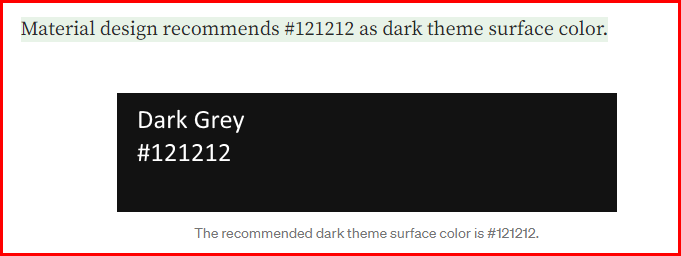 Material design recommends #121212 as dark theme surface color.
Dark Grey
#121212
The recommended dark theme surface color is #121212.